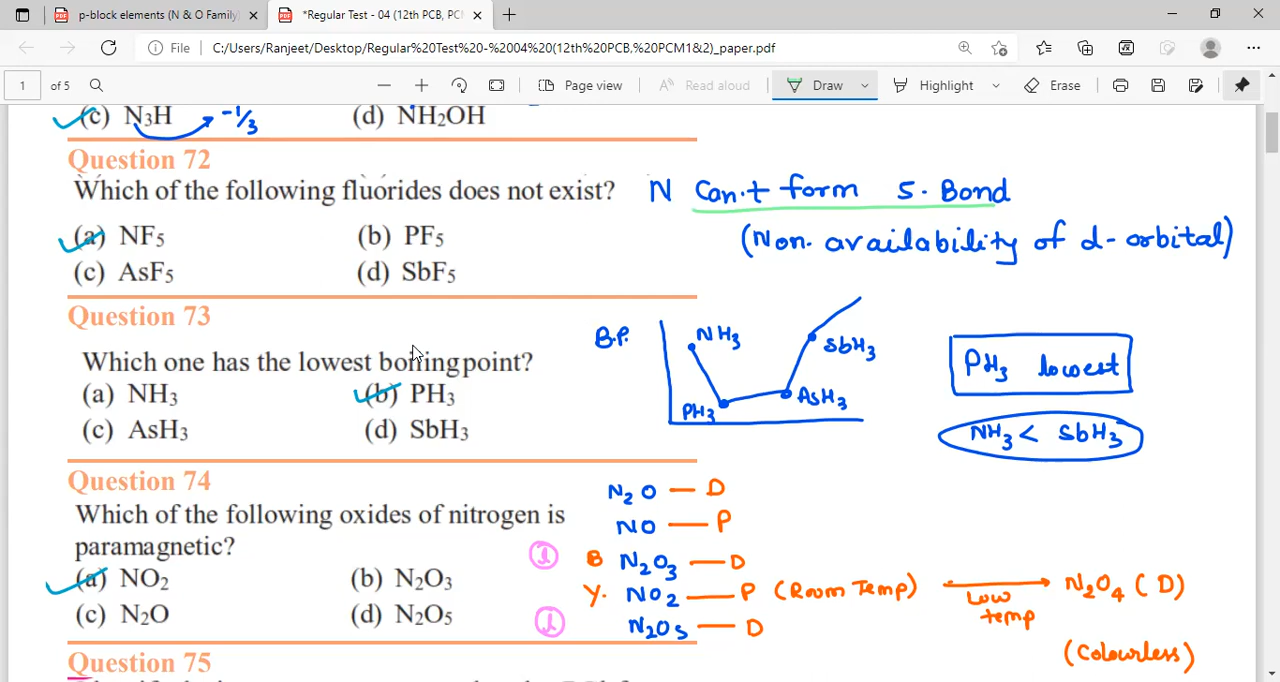 p-block elements (N & O Family)
*Regular Test - 04 (12th PCB, PCM
File
C:/Users/Ranjeet/Desktop/Regular%20Test%20-%2004%20(12th%20PCB,%20PCM1&2)_paper.pdf
1 of 5
Page view
Read aloud
Draw
Highlight
Erase
(c) N3H -1/3 (d) NH2OH
Question 72
Which of the following fluorides does not exist? N Can't form 5. Bond
(Non. availability of d-orbital)
(a) NF5 (b) PF5
(c) AsF5 (d) SbF5
Question 73
Which one has the lowest boiling point?
(a) NH3 (b) PH3
(c) AsH3 (d) SbH3
B.P.
NH3
SbH3
PH3
AsH3
PH3 lowest
NH3 < SbH3
Question 74
Which of the following oxides of nitrogen is
paramagnetic?
(a) NO2 (b) N2O3
(c) N2O (d) N2O5
N2O — D
NO — P
B N2O3 — D
Y. NO2 — P (Room Temp) Low temp N2O4 (D)
N2O5 — D
(Colourless)
Question 75